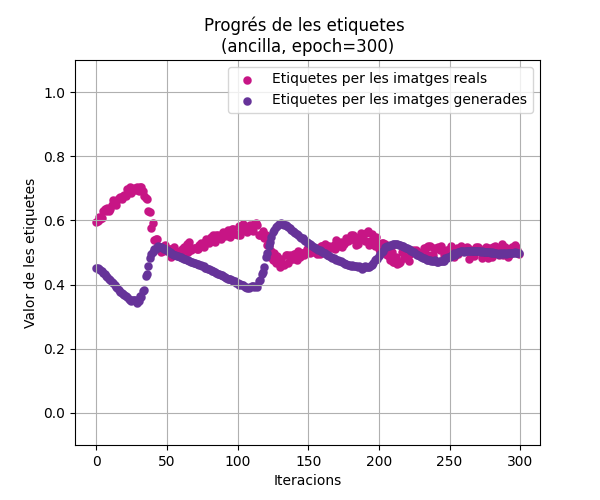 Progrés de les etiquetes
(ancilla, epoch=300)
Etiquetes per les imatges reals
Etiquetes per les imatges generades
Valor de les etiquetes
1.0
0.8
0.6
0.4
0.2
0.0
0 50 100 150 200 250 300
Iteracions